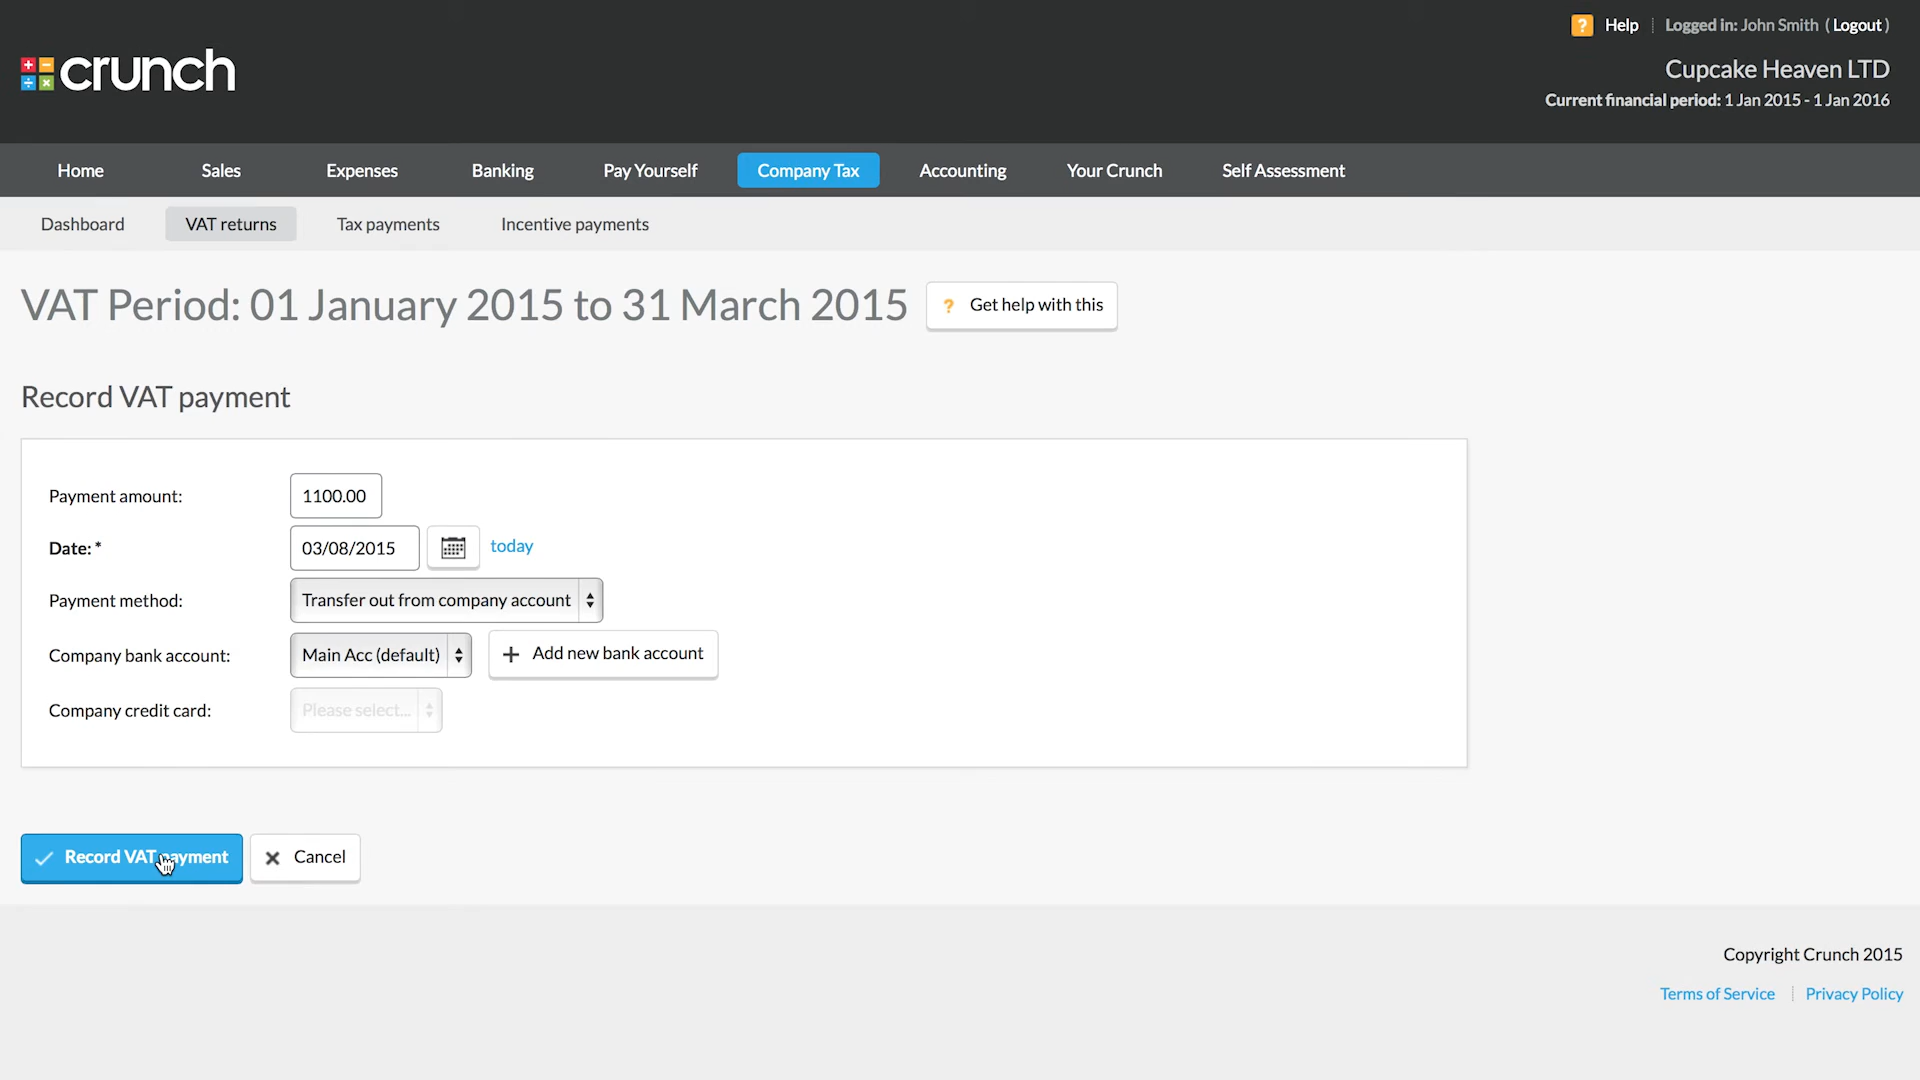 ? Help Logged in: John Smith ( Logout )
crunch
Cupcake Heaven LTD
Current financial period: 1 Jan 2015 - 1 Jan 2016
Home Sales Expenses Banking Pay Yourself Company Tax Accounting Your Crunch Self Assessment
Dashboard VAT returns Tax payments Incentive payments
VAT Period: 01 January 2015 to 31 March 2015 ? Get help with this
Record VAT payment
Payment amount: 1100.00
Date: * 03/08/2015 today
Payment method: Transfer out from company account
Company bank account: Main Acc (default) + Add new bank account
Company credit card: Please select...
Record VAT payment Cancel
Copyright Crunch 2015
Terms of Service Privacy Policy